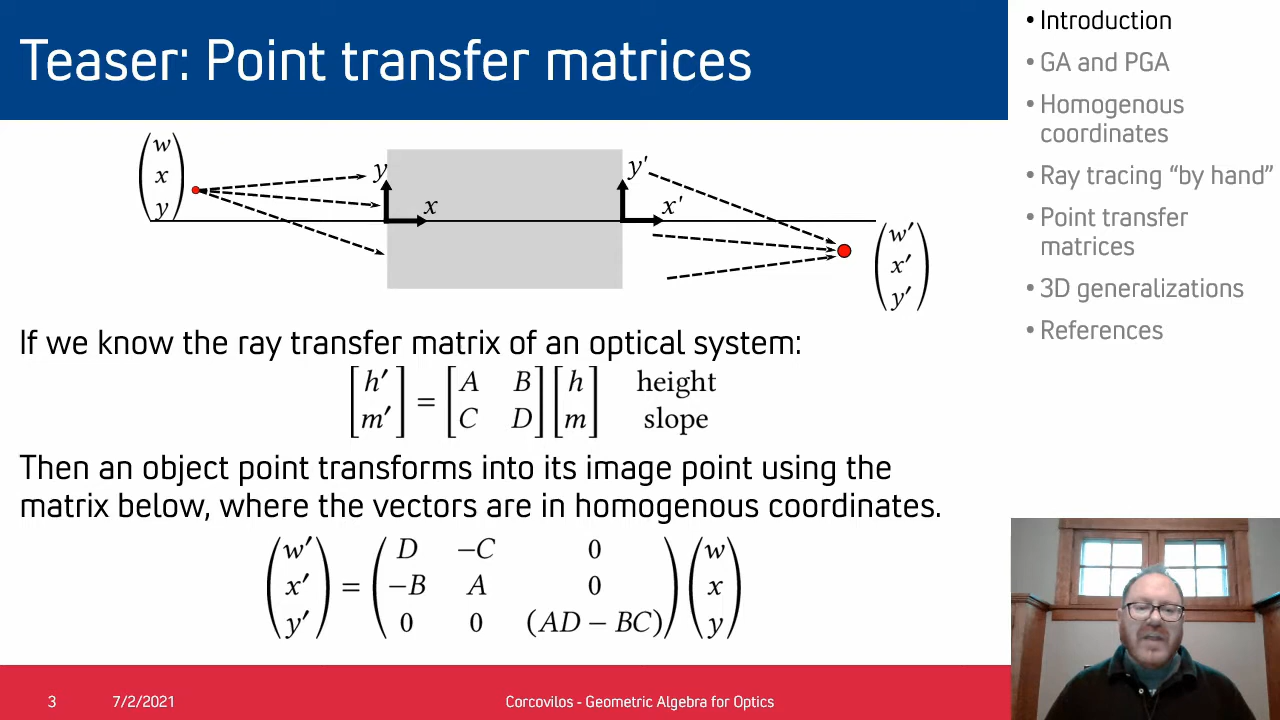 Teaser: Point transfer matrices
• Introduction
• GA and PGA
• Homogenous
coordinates
• Ray tracing “by hand”
• Point transfer
matrices
• 3D generalizations
• References
w
x
y
y
x
y′
x′
w′
x′
y′
If we know the ray transfer matrix of an optical system:
[h′ m′] = [A B C D] [h m] height slope
Then an object point transforms into its image point using the
matrix below, where the vectors are in homogenous coordinates.
(w′ x′ y′) = (D −C 0 −B A 0 0 0 (AD − BC)) (w x y)
3 7/2/2021 Corcovilos - Geometric Algebra for Optics